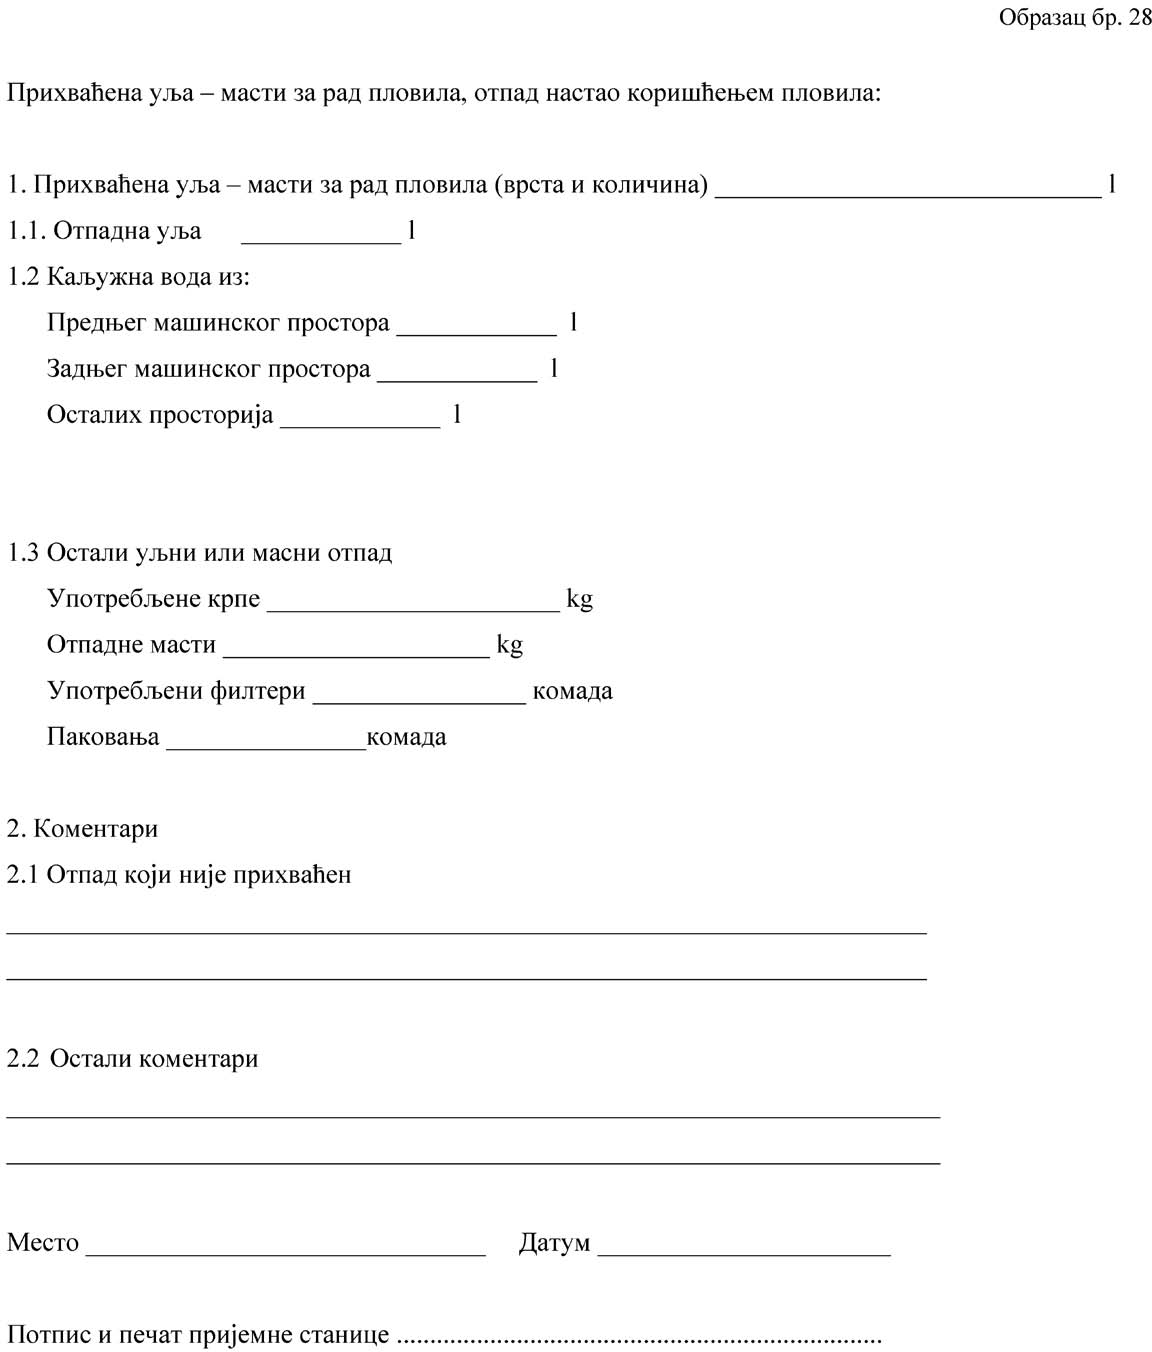 Образац бр. 28
Прихваћена уља – масти за рад пловила, отпад настао коришћењем пловила:
1. Прихваћена уља – масти за рад пловила (врста и количина) _____________________________ l
1.1. Отпадна уља ____________ l
1.2 Каљужна вода из:
Предњег машинског простора ____________ l
Задњег машинског простора ____________ l
Осталих просторија ____________ l
1.3 Остали уљни или масни отпад
Употребљене крпе ______________________ kg
Отпадне масти ____________________ kg
Употребљени филтери ________________ комада
Паковања _______________комада
2. Коментари
2.1 Отпад који није прихваћен
_____________________________________________________________________
_____________________________________________________________________
2.2 Остали коментари
______________________________________________________________________
______________________________________________________________________
Место ______________________________ Датум ______________________
Потпис и печат пријемне станице .........................................................................